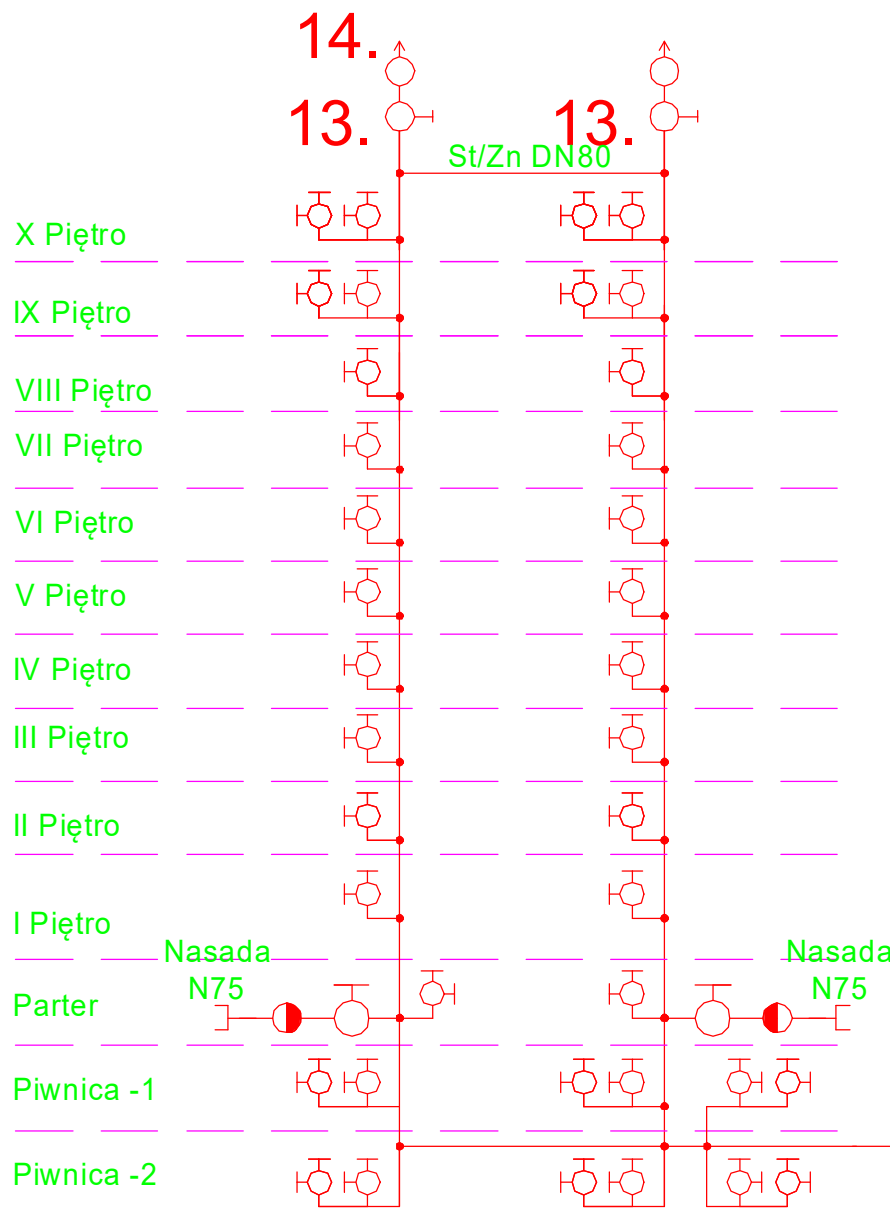 14.
13.
13.
St/Zn DN80
X Piętro
IX Piętro
VIII Piętro
VII Piętro
VI Piętro
V Piętro
IV Piętro
III Piętro
II Piętro
I Piętro
Nasada
N75
Nasada
N75
Parter
Piwnica -1
Piwnica -2